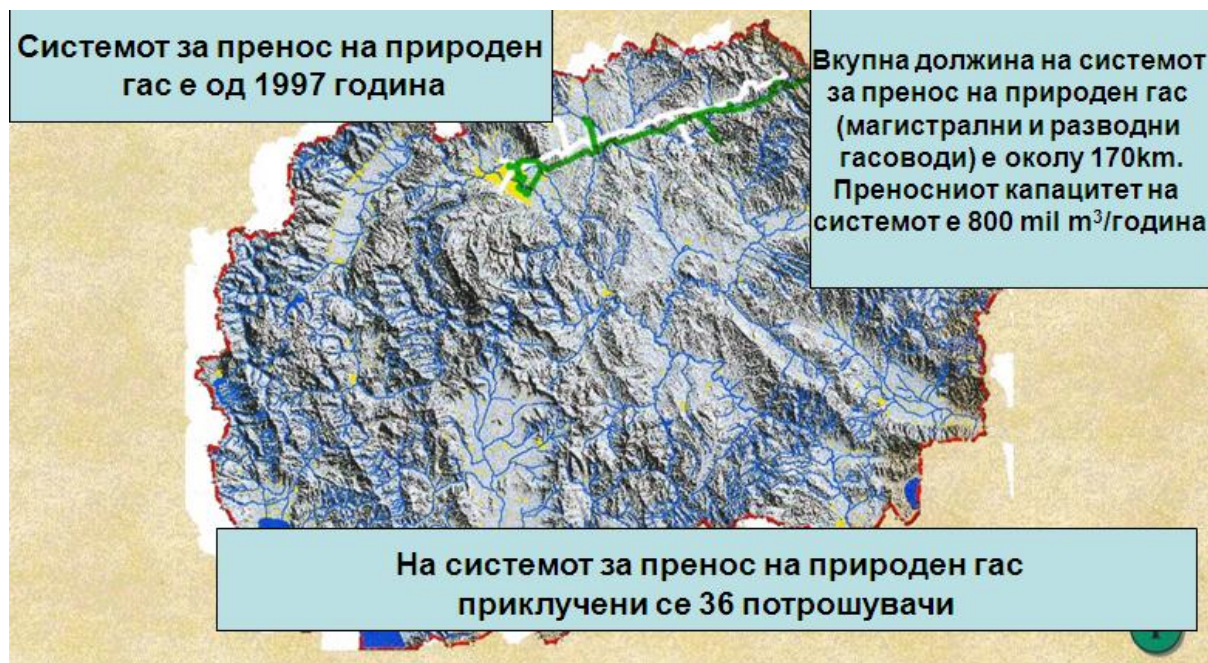 Системот за пренос на природен
гас е од 1997 година
Вкупна должина на системот
за пренос на природен гас
(магистрални и разводни
гасоводи) е околу 170km.
Преносниот капацитет на
системот е 800 mil m³/година
На системот за пренос на природен гас
приклучени се 36 потрошувачи